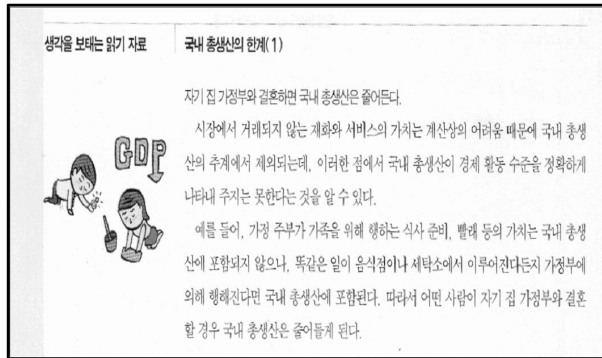 생각을 보태는 읽기 자료
국내 총생산의 한계(1)
자기 집 가정부와 결혼하면 국내 총생산은 줄어든다.
시장에서 거래되지 않는 재화와 서비스의 가치는 계산상의 어려움 때문에 국내 총생
산의 추계에서 제외되는데, 이러한 점에서 국내 총생산이 경제 활동 수준을 정확하게
나타내 주지는 못한다는 것을 알 수 있다.
예를 들어, 가정 주부가 가족을 위해 행하는 식사 준비, 빨래 등의 가치는 국내 총생
산에 포함되지 않으나, 똑같은 일이 음식점이나 세탁소에서 이루어진다든지 가정부에
의해 행해진다면 국내 총생산에 포함된다. 따라서 어떤 사람이 자기 집 가정부와 결혼
할 경우 국내 총생산은 줄어들게 된다.
GDP